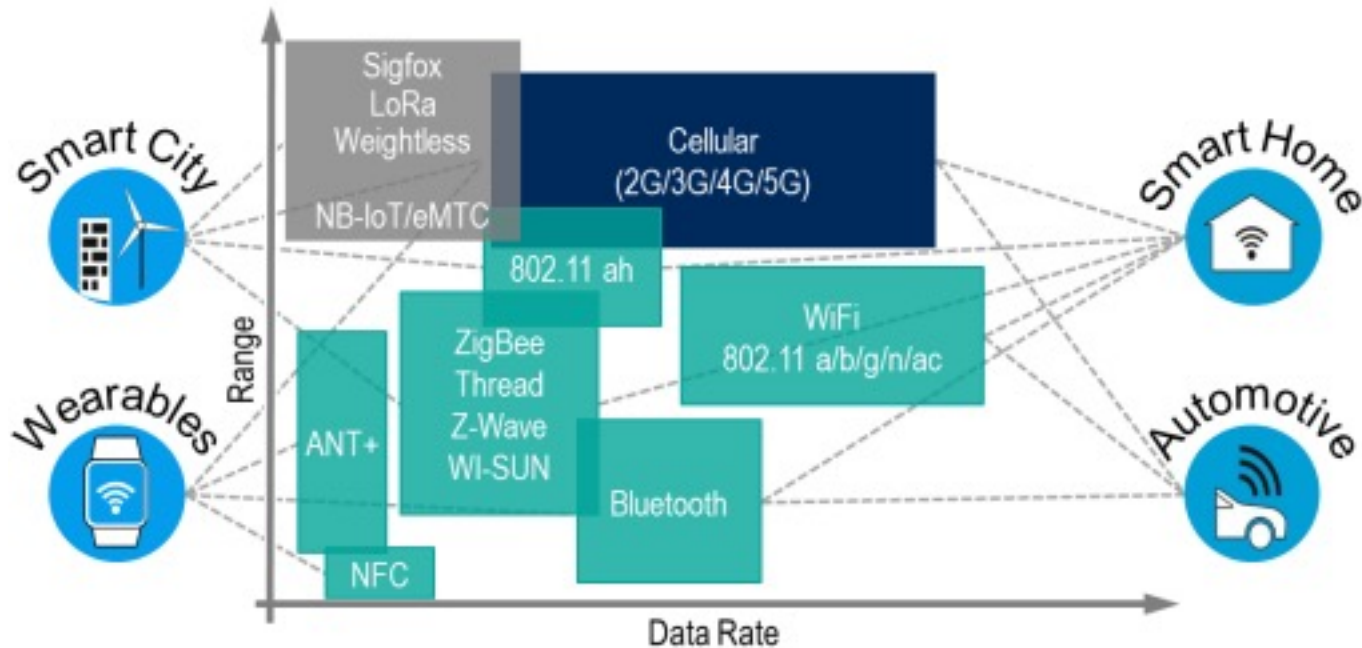 Smart City
Wearables
Range
Sigfox
LoRa
Weightless
NB-IoT/eMTC
Cellular
(2G/3G/4G/5G)
802.11 ah
WiFi
802.11 a/b/g/n/ac
ZigBee
Thread
Z-Wave
WI-SUN
ANT+
Bluetooth
NFC
Data Rate
Smart Home
Automotive